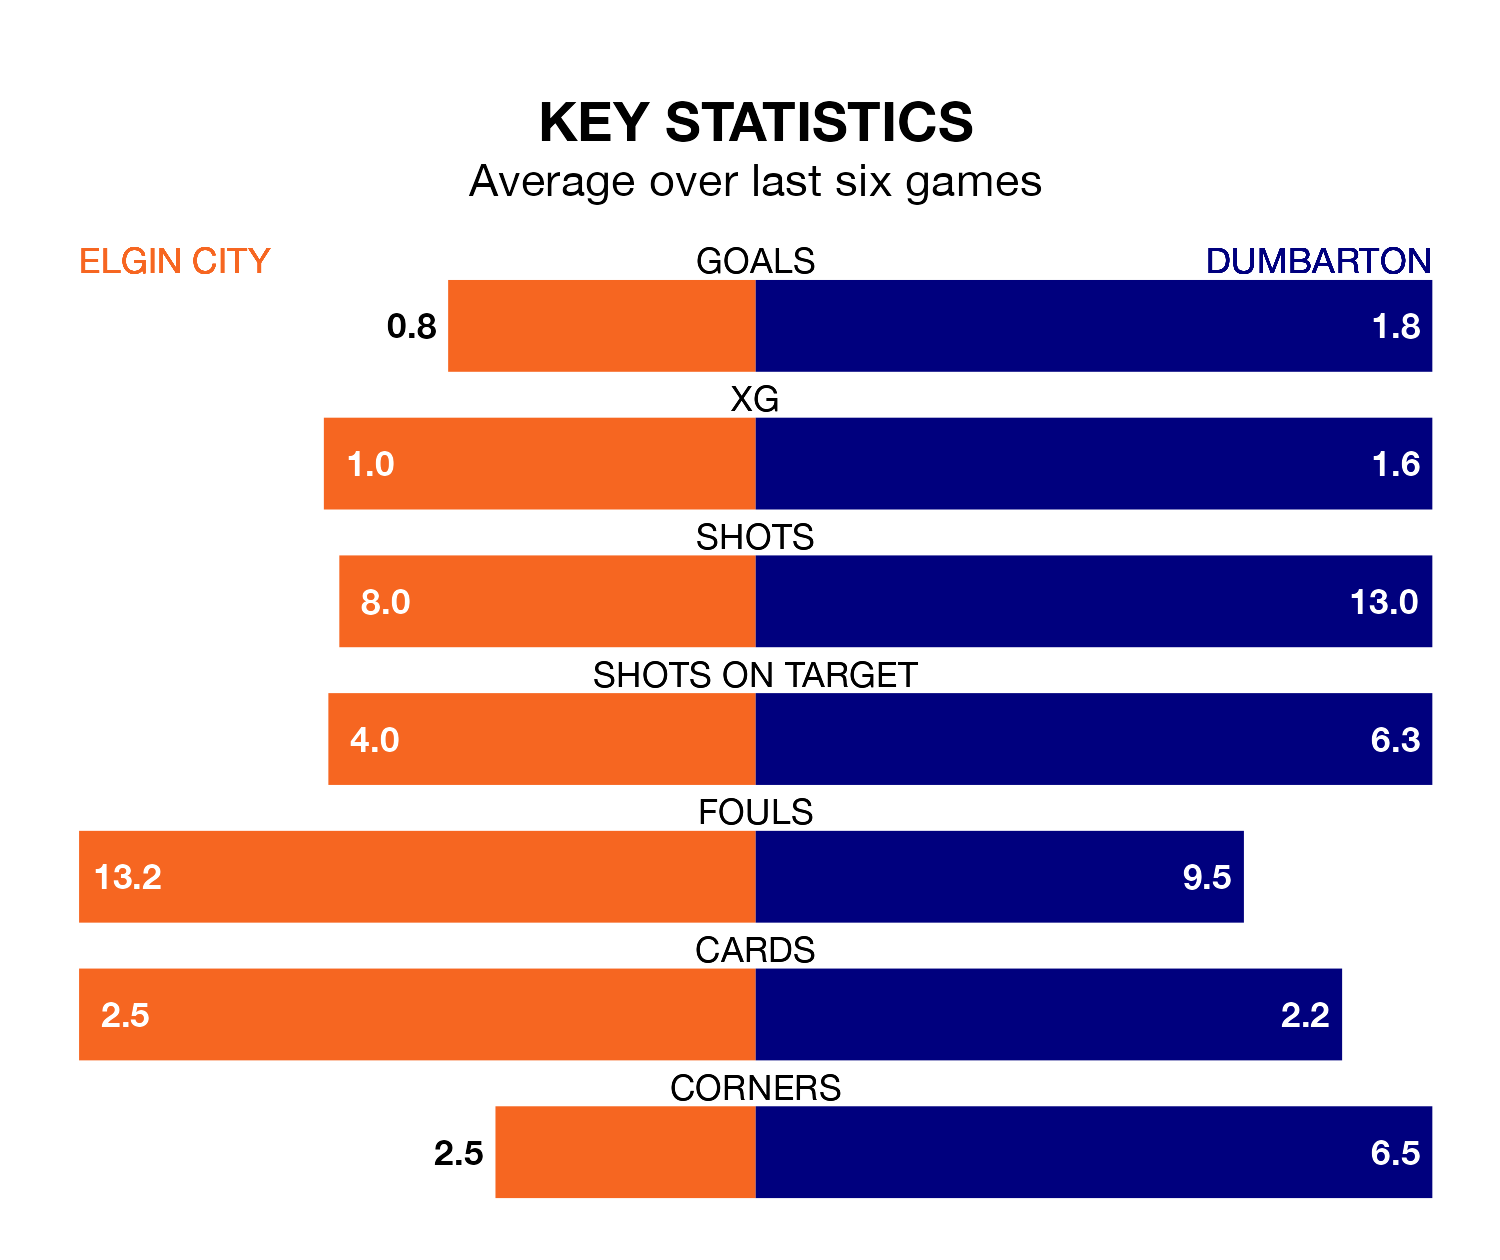 KEY STATISTICS
Average over last six games
ELGIN CITY GOALS DUMBARTON
0.8 1.8
XG
1.0 1.6
SHOTS
8.0 13.0
SHOTS ON TARGET
4.0 6.3
FOULS
13.2 9.5
CARDS
2.5 2.2
CORNERS
2.5 6.5